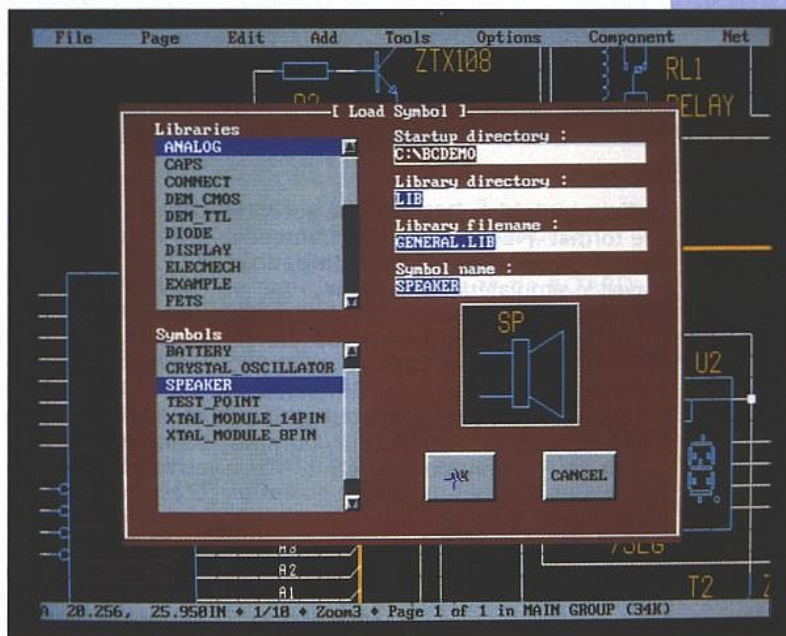 File Page Edit Add Tools Options Component Net
ZTX108
RL1
RELAY
[ Load Symbol ]
Libraries
ANALOG
CAPS
CONNECT
DEM_CMOS
DEM_TTL
DIODE
DISPLAY
ELECMECH
EXAMPLE
FETS
Startup directory :
C:\BCDEMO
Library directory :
LIB
Library filename :
GENERAL.LIB
Symbol name :
SPEAKER
Symbols
BATTERY
CRYSTAL_OSCILLATOR
SPEAKER
TEST_POINT
XTAL_MODULE_14PIN
XTAL_MODULE_8PIN
SP
CANCEL
U2
7SEG
A3
A2
A1
T2
A 20.256, 25.950IN ♦ 1/10 ♦ Zoom3 ♦ Page 1 of 1 in MAIN GROUP (34K)